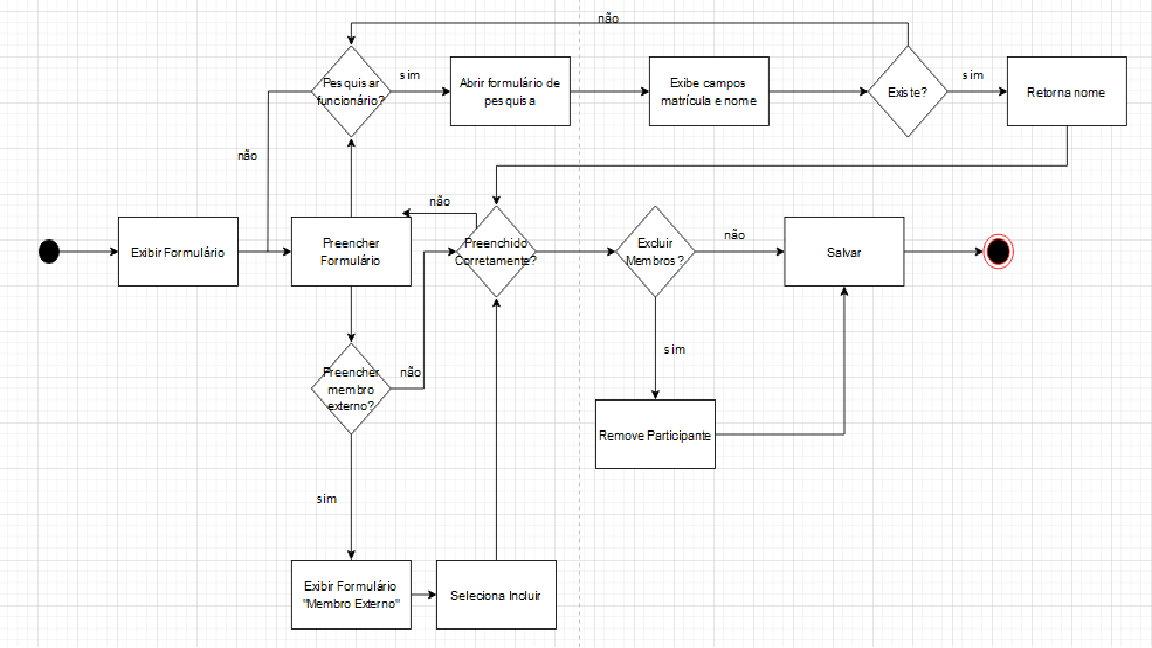 não
Pesquisar
funcionário?
sim
Abrir formulário de
pesquisa
Exibe campos
matrícula e nome
Existe?
sim
Retorna nome
não
não
Exibir Formulário
Preencher
Formulário
Preenchido
Corretamente?
Excluir
Membros?
não
Salvar
Preencher
membro
externo?
não
sim
Remove Participante
sim
Exibir Formulário
"Membro Externo"
Seleciona Incluir